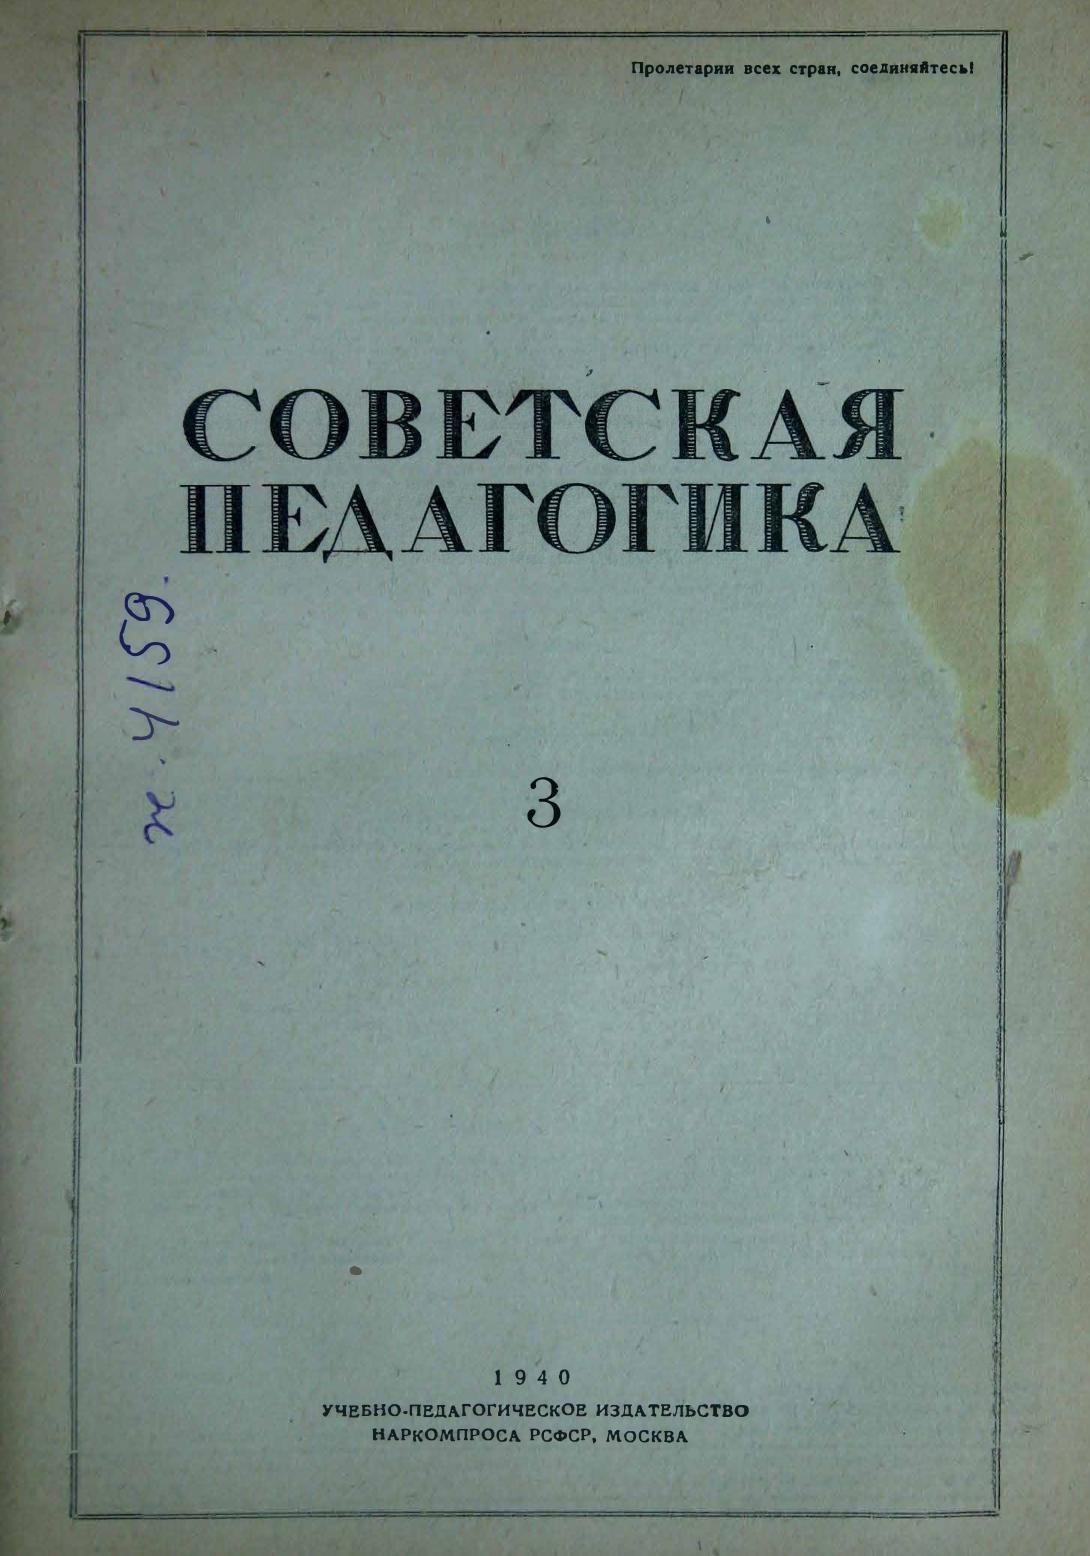 Пролетарии всех стран, соединяйтесь!
СОВЕТСКАЯ
ПЕДАГОГИКА
ж. 4159.
3
1940
УЧЕБНО-ПЕДАГОГИЧЕСКОЕ ИЗДАТЕЛЬСТВО
НАРКОМПРОСА РСФСР, МОСКВА